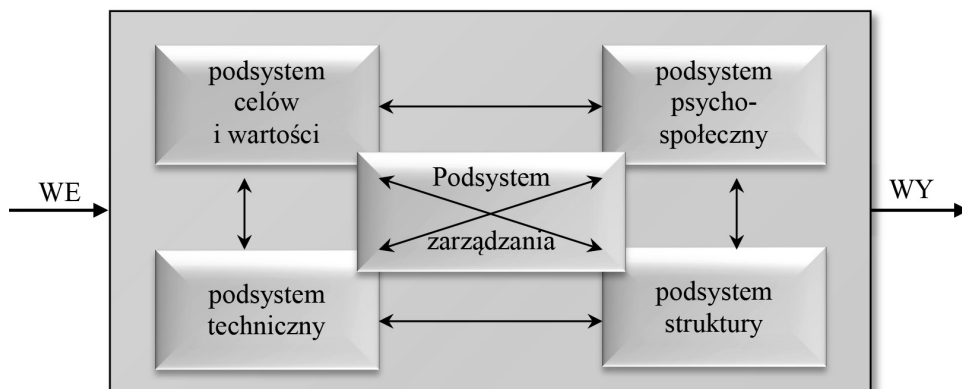 podsystem
celów
i wartości
podsystem
psycho-
społeczny
WE
Podsystem
zarządzania
WY
podsystem
techniczny
podsystem
struktury